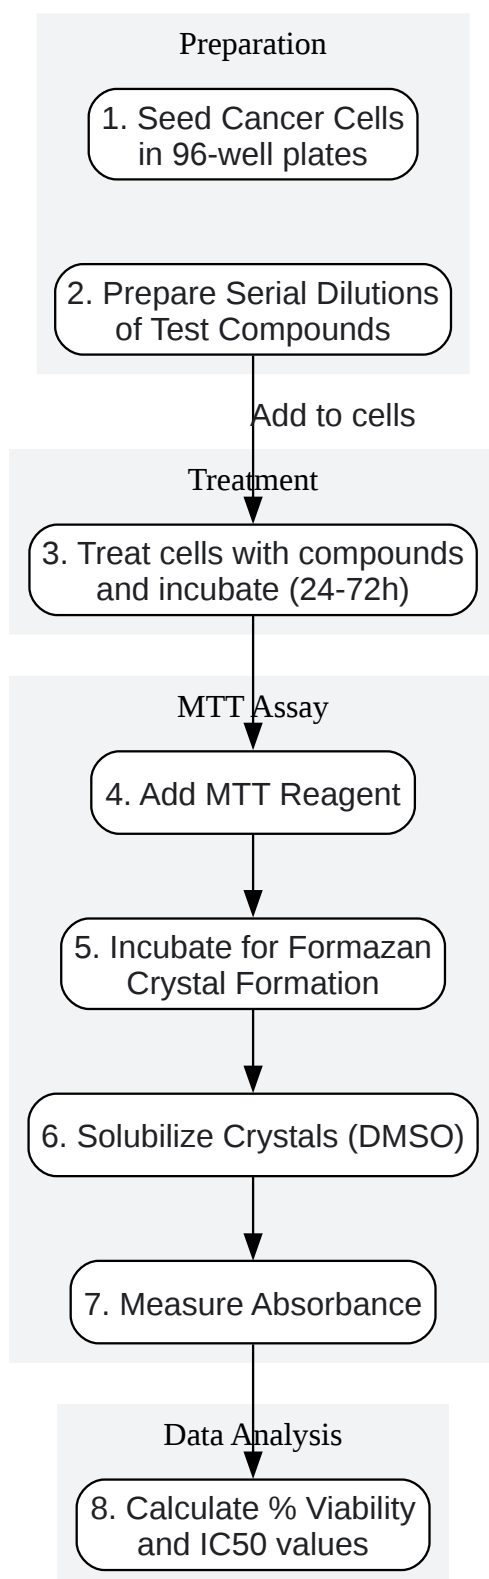 Preparation
1. Seed Cancer Cells
in 96-well plates
2. Prepare Serial Dilutions
of Test Compounds
Add to cells
Treatment
3. Treat cells with compounds
and incubate (24-72h)
MTT Assay
4. Add MTT Reagent
5. Incubate for Formazan
Crystal Formation
6. Solubilize Crystals (DMSO)
7. Measure Absorbance
Data Analysis
8. Calculate % Viability
and IC50 values